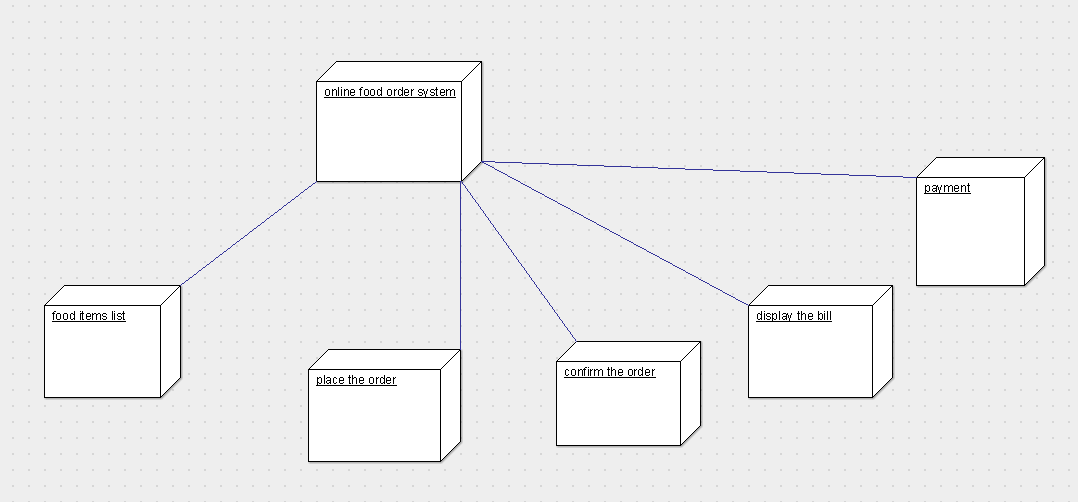 online food order system
payment
food items list
display the bill
place the order
confirm the order